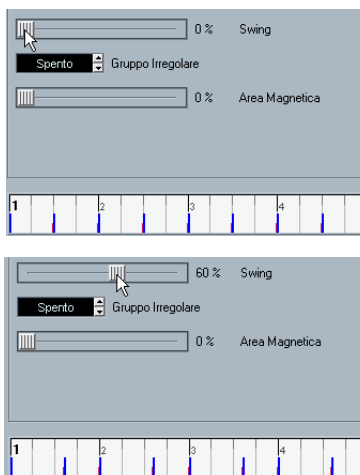 0 % Swing
Spento Gruppo Irregolare
0 % Area Magnetica
1 2 3 4
60 % Swing
Spento Gruppo Irregolare
0 % Area Magnetica
1 2 3 4